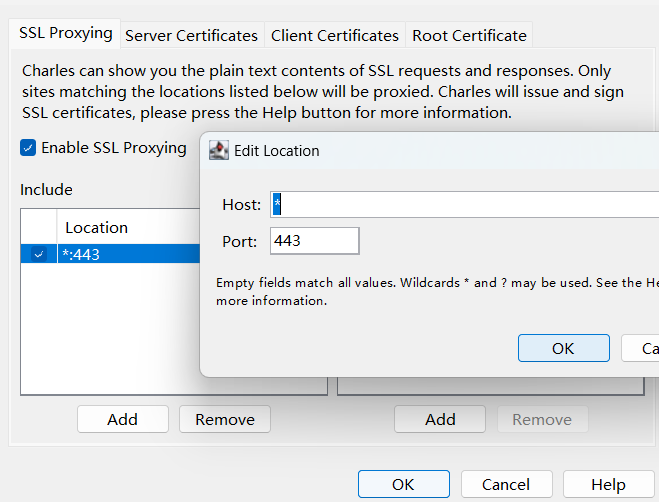 SSL Proxying Server Certificates Client Certificates Root Certificate
Charles can show you the plain text contents of SSL requests and responses. Only
sites matching the locations listed below will be proxied. Charles will issue and sign
SSL certificates, please press the Help button for more information.
Enable SSL Proxying
Edit Location
Include
Host: *
Location
Port: 443
*:443
Empty fields match all values. Wildcards * and ? may be used. See the He
more information.
OK Ca
Add Remove Add Remove
OK Cancel Help